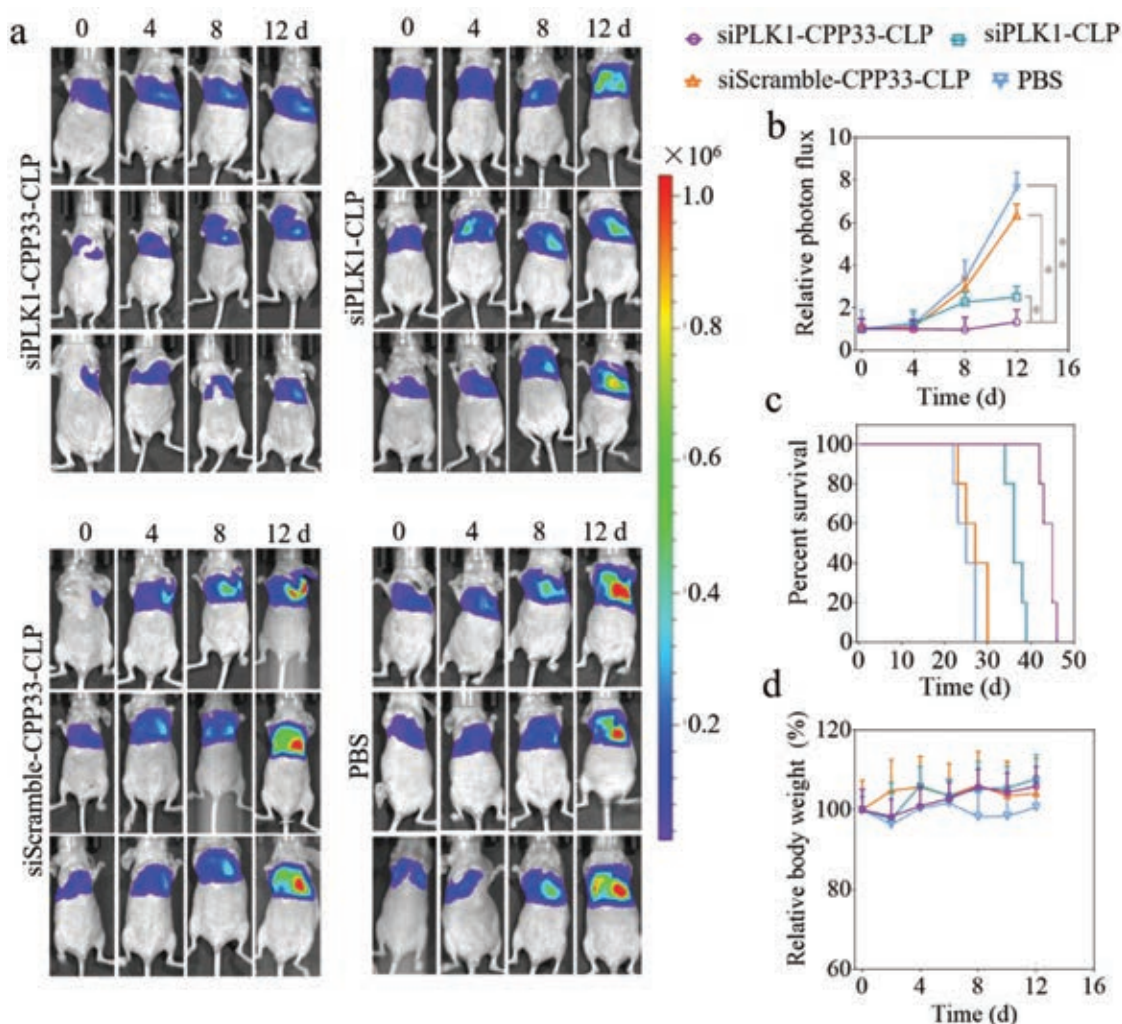 a
0 4 8 12 d
siPLK1-CPP33-CLP
0 4 8 12 d
siPLK1-CLP
×10⁶
1.0
0.8
0.6
0.4
0.2
0 4 8 12 d
siScramble-CPP33-CLP
0 4 8 12 d
PBS
siPLK1-CPP33-CLP siPLK1-CLP
siScramble-CPP33-CLP PBS
b
Relative photon flux
10
8
6
4
2
0
* *
*
*
0 4 8 12 16
Time (d)
c
Percent survival
100
80
60
40
20
0
0 10 20 30 40 50
Time (d)
d
Relative body weight (%)
120
100
80
60
0 4 8 12 16
Time (d)